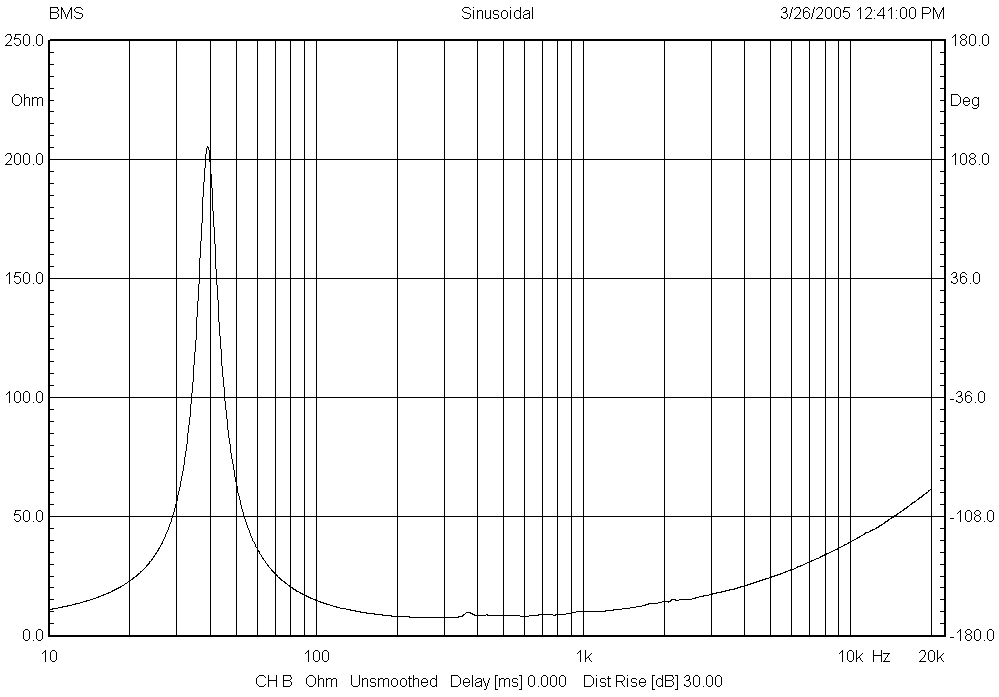 BMS Sinusoidal 3/26/2005 12:41:00 PM
250.0 180.0
Ohm Deg
200.0 108.0
150.0 36.0
100.0 -36.0
50.0 -108.0
0.0 -180.0
10 100 1k 10k Hz 20k
CH B Ohm Unsmoothed Delay [ms] 0.000 Dist Rise [dB] 30.00